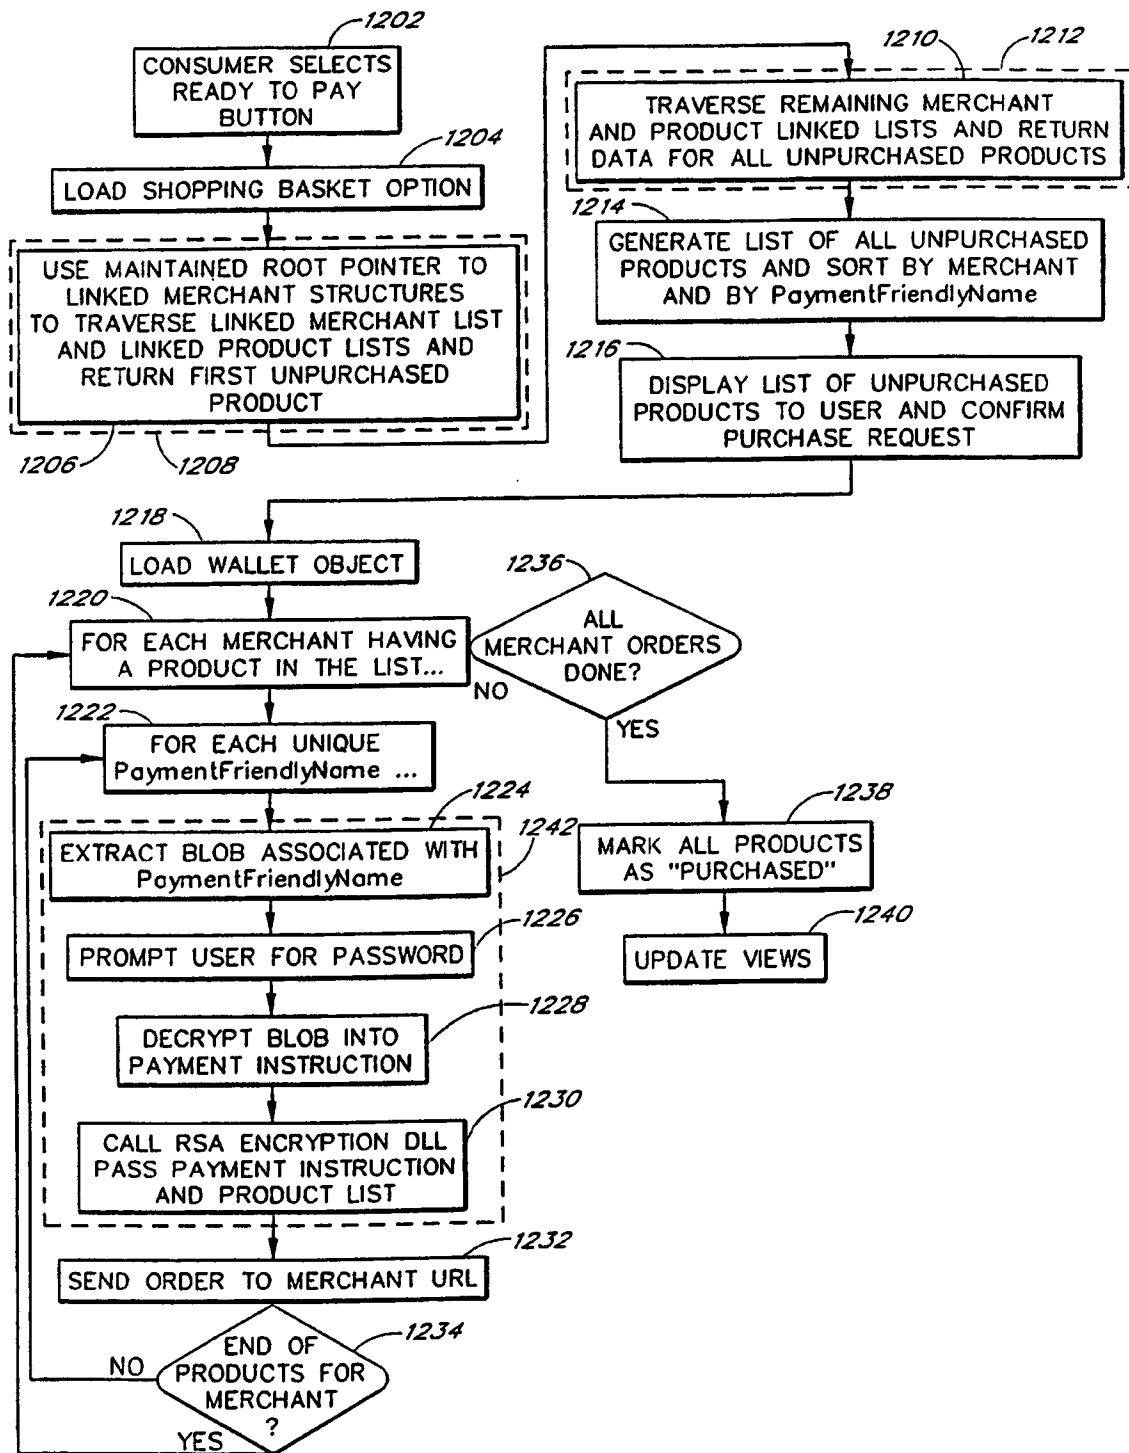 1202
CONSUMER SELECTS
READY TO PAY
BUTTON
1204
LOAD SHOPPING BASKET OPTION
USE MAINTAINED ROOT POINTER TO
LINKED MERCHANT STRUCTURES
TO TRAVERSE LINKED MERCHANT LIST
AND LINKED PRODUCT LISTS AND
RETURN FIRST UNPURCHASED
PRODUCT
1206
1208
1210
1212
TRAVERSE REMAINING MERCHANT
AND PRODUCT LINKED LISTS AND RETURN
DATA FOR ALL UNPURCHASED PRODUCTS
1214
GENERATE LIST OF ALL UNPURCHASED
PRODUCTS AND SORT BY MERCHANT
AND BY PaymentFriendlyName
1216
DISPLAY LIST OF UNPURCHASED
PRODUCTS TO USER AND CONFIRM
PURCHASE REQUEST
1218
LOAD WALLET OBJECT
1220
FOR EACH MERCHANT HAVING
A PRODUCT IN THE LIST...
1222
FOR EACH UNIQUE
PaymentFriendlyName ...
1224
1242
EXTRACT BLOB ASSOCIATED WITH
PaymentFriendlyName
1226
PROMPT USER FOR PASSWORD
1228
DECRYPT BLOB INTO
PAYMENT INSTRUCTION
1230
CALL RSA ENCRYPTION DLL
PASS PAYMENT INSTRUCTION
AND PRODUCT LIST
1232
SEND ORDER TO MERCHANT URL
1234
END OF
PRODUCTS FOR
MERCHANT
?
NO
YES
1236
ALL
MERCHANT ORDERS
DONE?
NO
YES
1238
MARK ALL PRODUCTS
AS "PURCHASED"
1240
UPDATE VIEWS